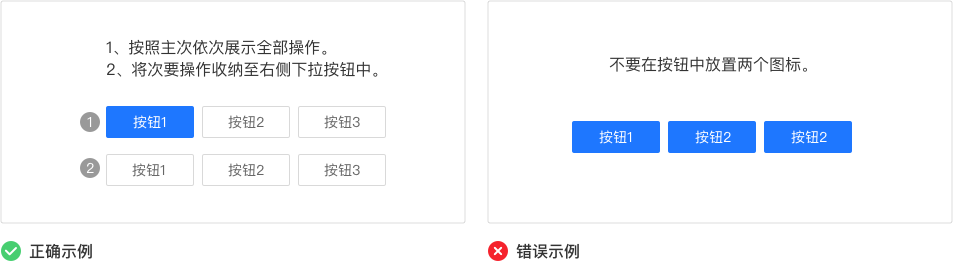 1、按照主次依次展示全部操作。
2、将次要操作收纳至右侧下拉按钮中。
1 按钮1 按钮2 按钮3
2 按钮1 按钮2 按钮3
正确示例
不要在按钮中放置两个图标。
按钮1 按钮2 按钮2
错误示例